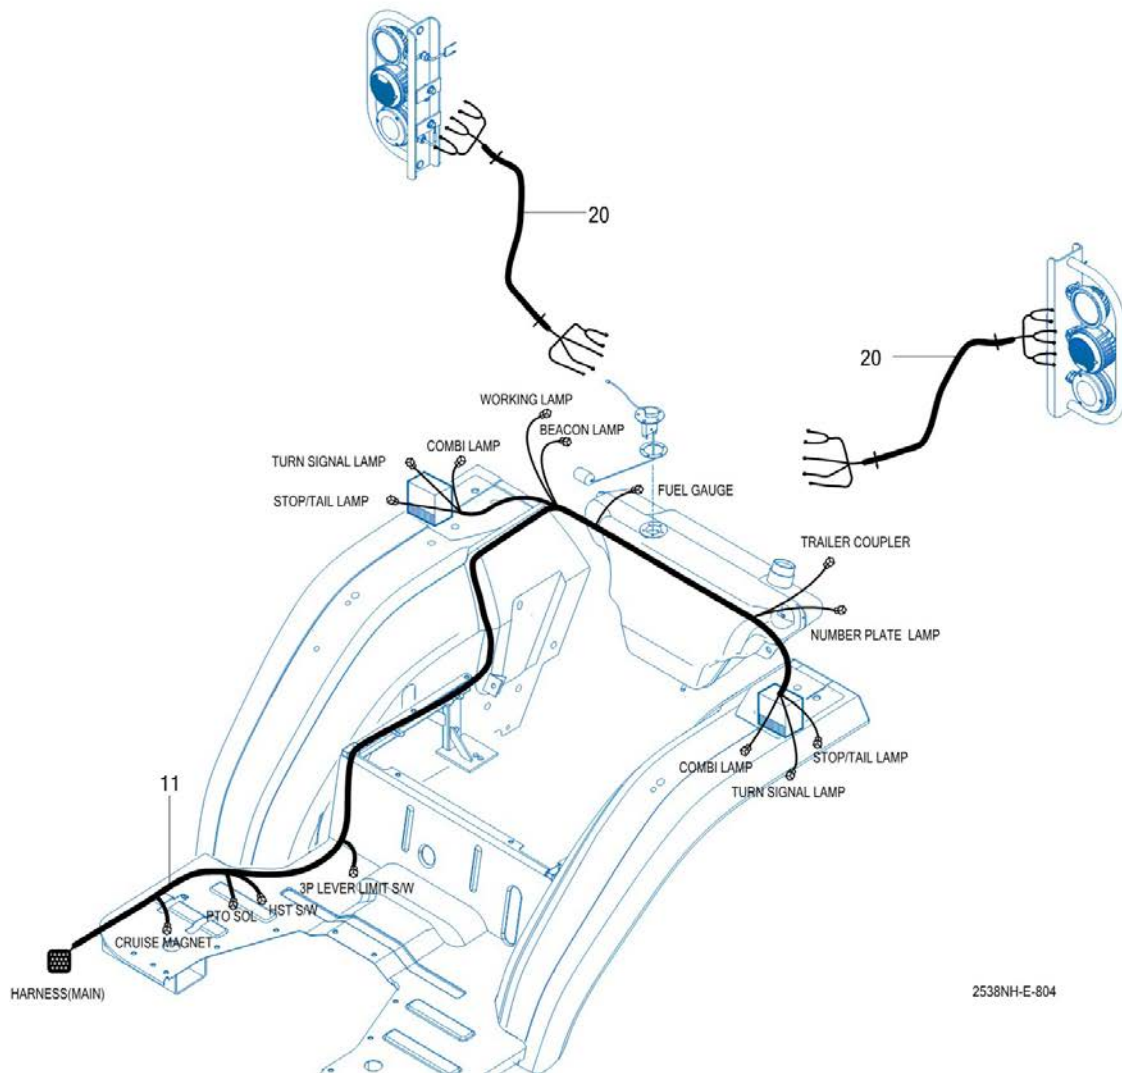 20
20
WORKING LAMP
BEACON LAMP
COMBI LAMP
TURN SIGNAL LAMP
STOP/TAIL LAMP
FUEL GAUGE
TRAILER COUPLER
NUMBER PLATE LAMP
STOP/TAIL LAMP
COMBI LAMP
TURN SIGNAL LAMP
11
3P LEVER LIMIT S/W
HST S/W
PTO SOL
CRUISE MAGNET
HARNESS(MAIN)
2538NH-E-804